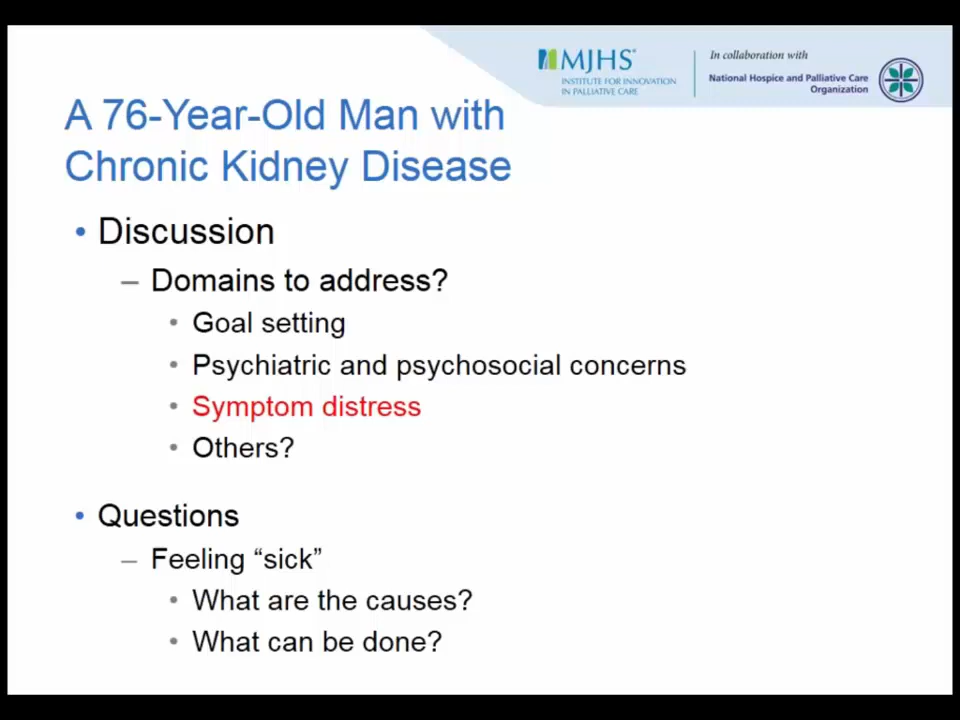 MJHS®
INSTITUTE FOR INNOVATION
IN PALLIATIVE CARE
In collaboration with
National Hospice and Palliative Care
Organization
A 76-Year-Old Man with
Chronic Kidney Disease
• Discussion
– Domains to address?
• Goal setting
• Psychiatric and psychosocial concerns
• Symptom distress
• Others?
• Questions
– Feeling “sick”
• What are the causes?
• What can be done?